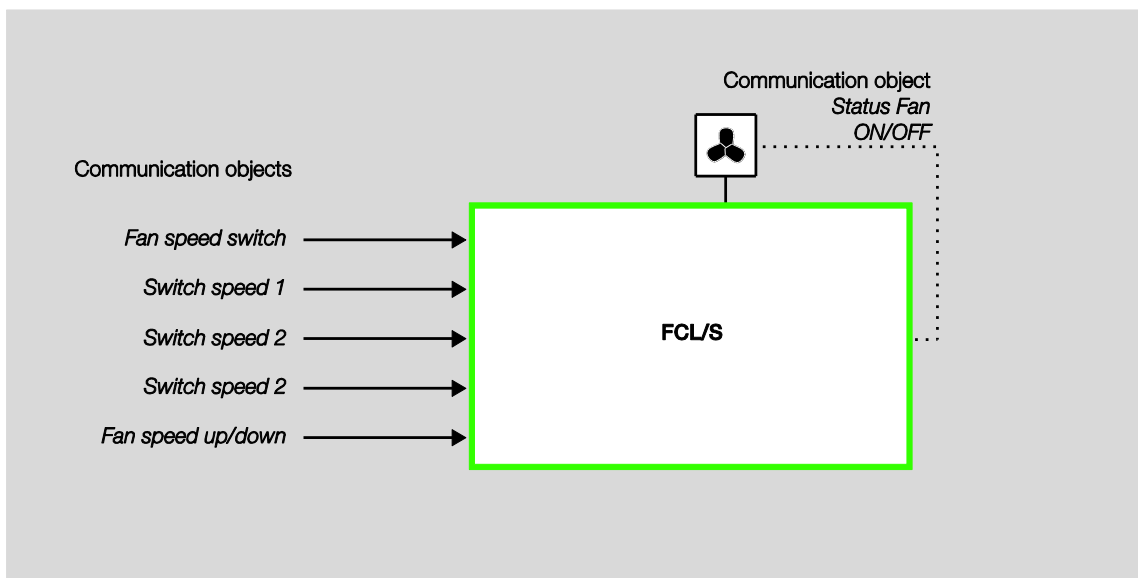 Communication object
Status Fan
ON/OFF
Communication objects
Fan speed switch
Switch speed 1
Switch speed 2
Switch speed 2
Fan speed up/down
FCL/S